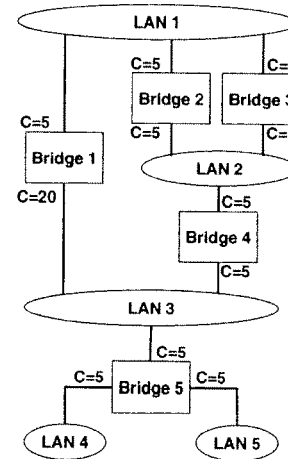 LAN 1
C=5
C=
Bridge 2
Bridge 3
C=5
C=5
C=
Bridge 1
LAN 2
C=20
C=5
Bridge 4
C=5
LAN 3
C=5
C=5
Bridge 5
C=5
LAN 4
LAN 5